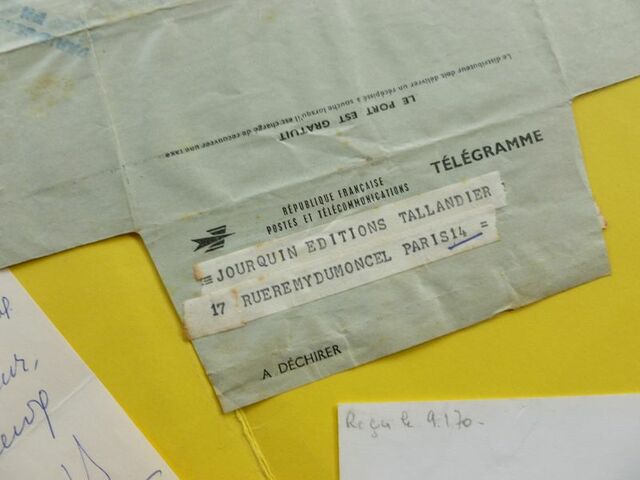 Le distributeur doit délivrer un récépissé à souche lorsqu'il est chargé de recouvrer une taxe
LE PORT EST GRATUIT
TÉLÉGRAMME
RÉPUBLIQUE FRANÇAISE
POSTES ET TÉLÉCOMMUNICATIONS
=JOURQUIN EDITIONS TALLANDIER
17 RUEREMYDUMONCEL PARIS14 =
A DÉCHIRER
Reçu le 9.1.70-